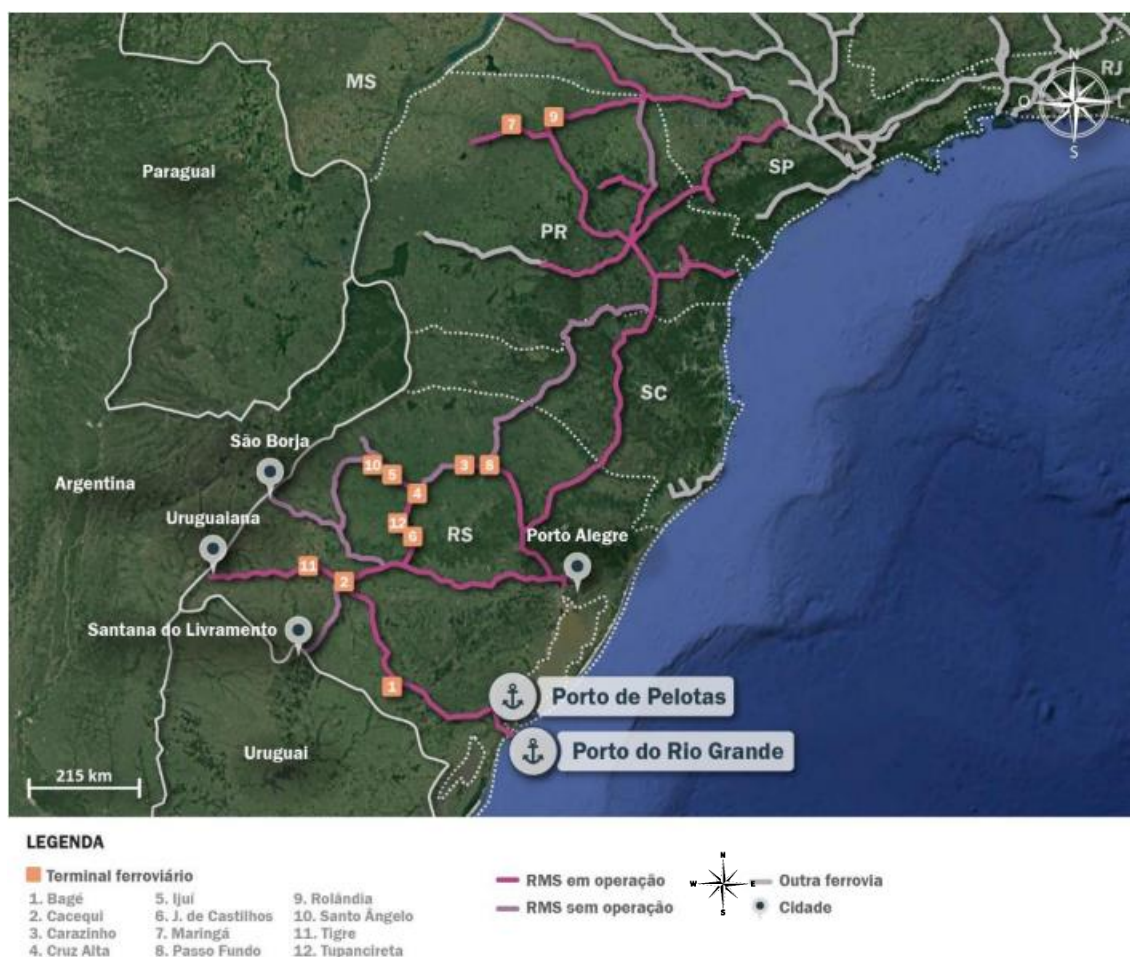 MS
N
RJ
O
L
S
9
7
SP
Paraguai
PR
SC
São Borja
10
5
3
8
Argentina
4
Uruguaiana
12
6
RS
Porto Alegre
11
2
Santana do Livramento
1
Porto de Pelotas
Porto do Rio Grande
Uruguai
215 km
LEGENDA
Terminal ferroviário
1. Bagé
2. Cacequi
3. Carazinho
4. Cruz Alta
5. Ijuí
6. J. de Castilhos
7. Maringá
8. Passo Fundo
9. Rolândia
10. Santo Ângelo
11. Tigre
12. Tupancireta
RMS em operação
RMS sem operação
N
W
E
S
Outra ferrovia
Cidade